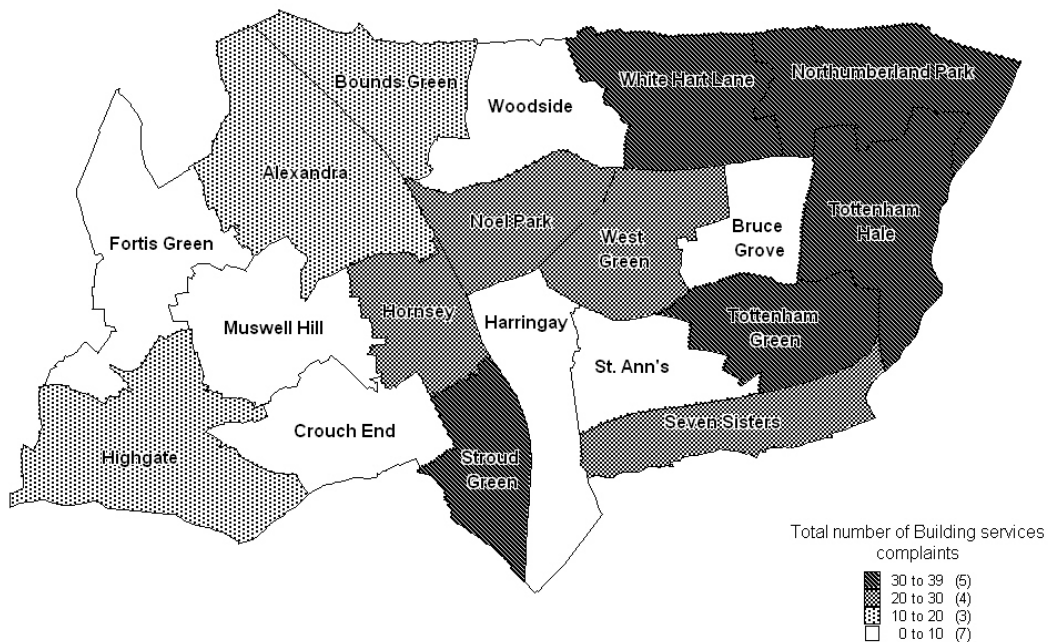 Bounds Green
White Hart Lane
Northumberland Park
Woodside
Alexandra
Noel Park
Tottenham
Hale
Fortis Green
West
Green
Bruce
Grove
Muswell Hill
Hornsey
Harringay
Tottenham
Green
St. Ann's
Crouch End
Seven Sisters
Highgate
Stroud
Green
Total number of Building services
complaints
30 to 39 (5)
20 to 30 (4)
10 to 20 (3)
0 to 10 (7)